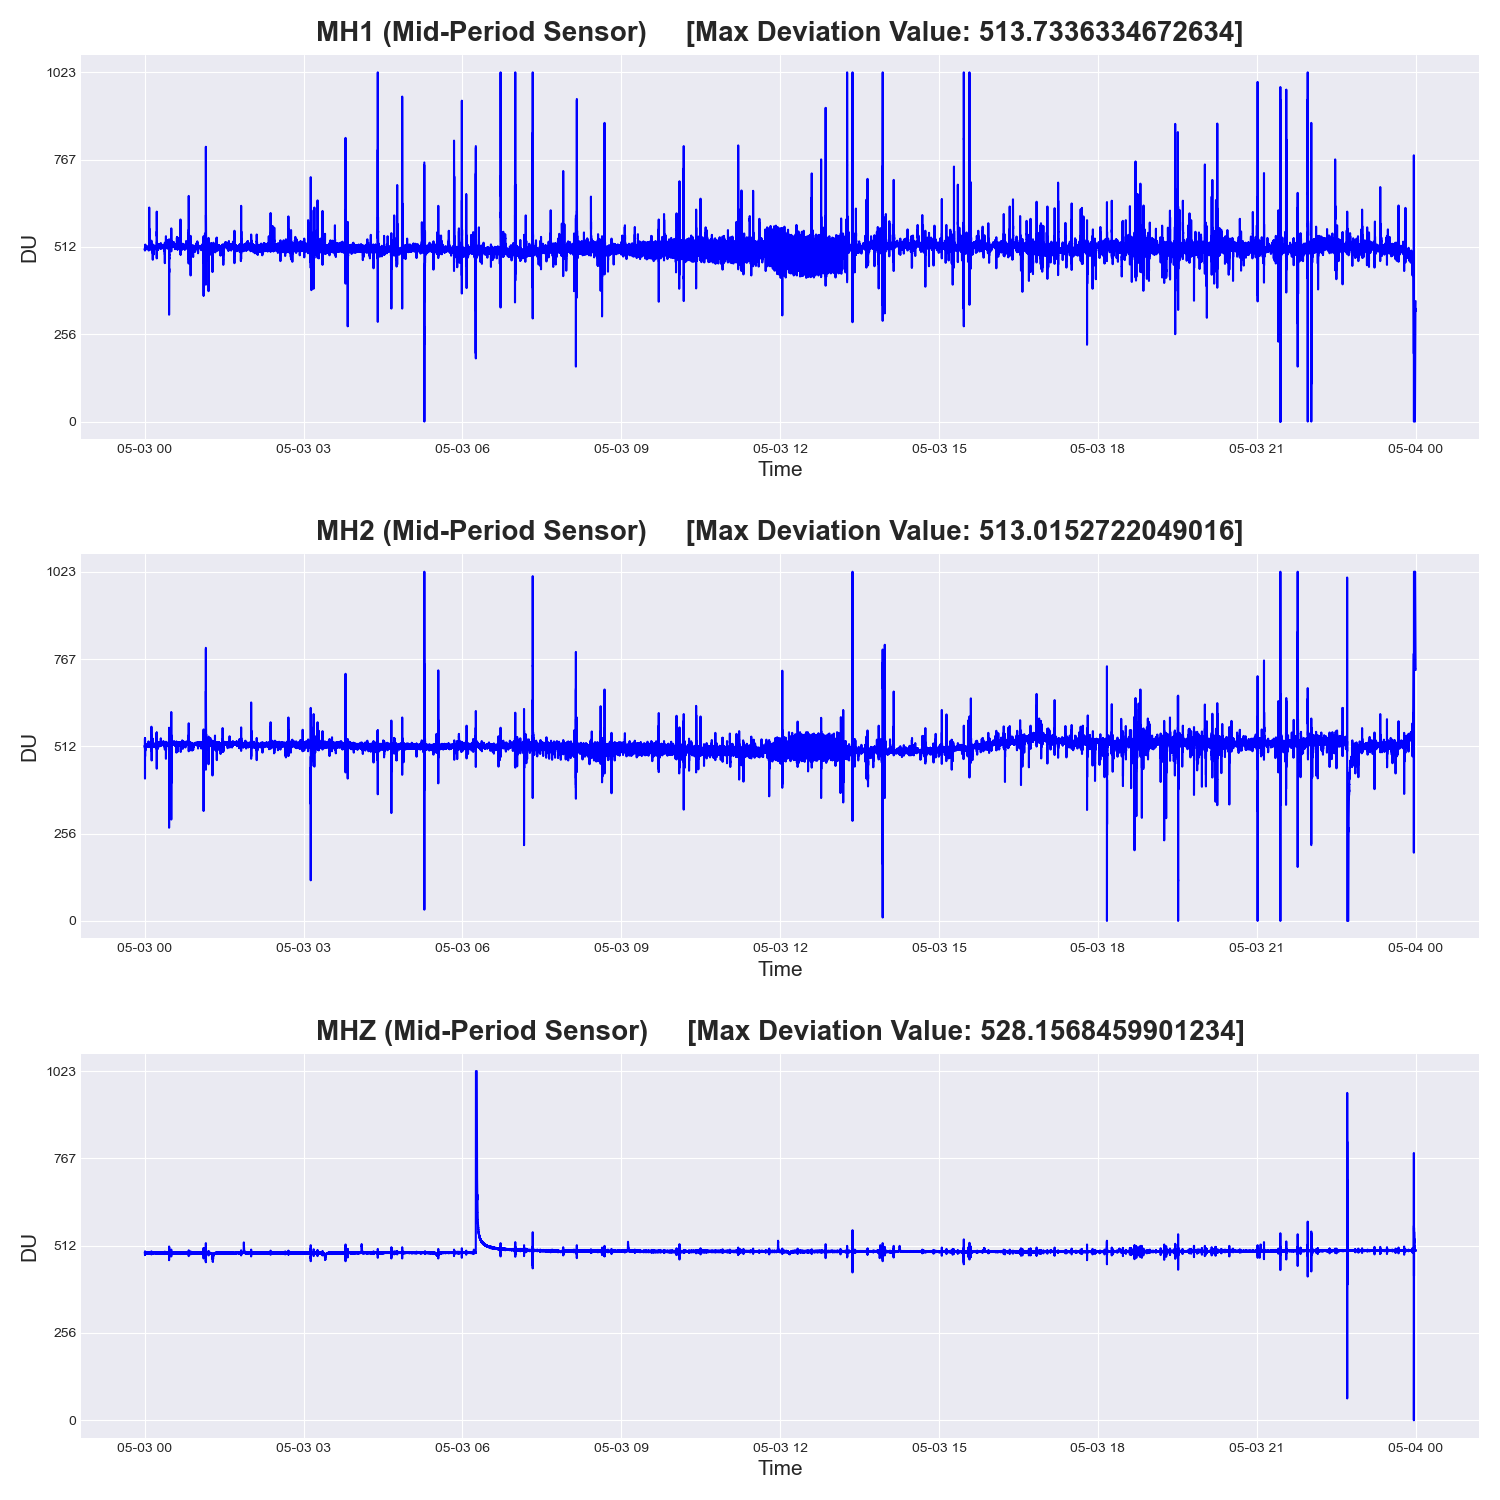 MH1 (Mid-Period Sensor) [Max Deviation Value: 513.7336334672634]
1023
767
512
256
0
DU
05-03 00 05-03 03 05-03 06 05-03 09 05-03 12 05-03 15 05-03 18 05-03 21 05-04 00
Time
MH2 (Mid-Period Sensor) [Max Deviation Value: 513.0152722049016]
1023
767
512
256
0
DU
05-03 00 05-03 03 05-03 06 05-03 09 05-03 12 05-03 15 05-03 18 05-03 21 05-04 00
Time
MHZ (Mid-Period Sensor) [Max Deviation Value: 528.1568459901234]
1023
767
512
256
0
DU
05-03 00 05-03 03 05-03 06 05-03 09 05-03 12 05-03 15 05-03 18 05-03 21 05-04 00
Time